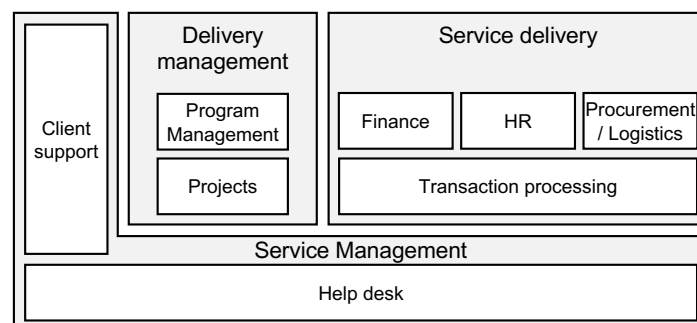 Client
support
Delivery
management
Program
Management
Projects
Service delivery
Finance
HR
Procurement
/ Logistics
Transaction processing
Service Management
Help desk